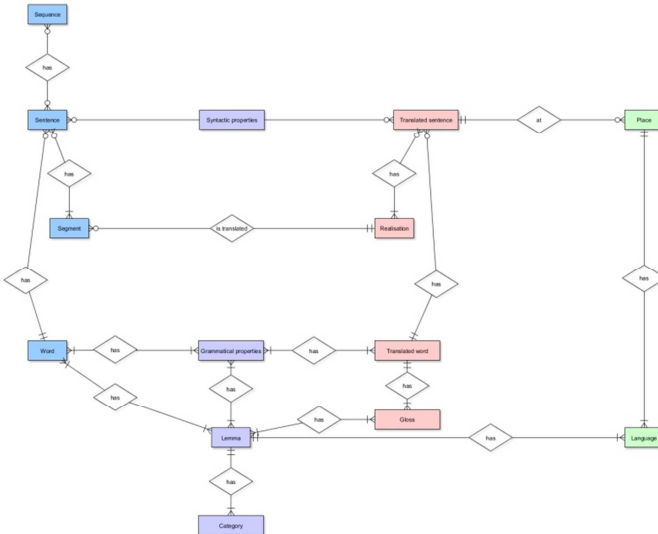 Sequence
has
Sentence
Syntactic properties
Translated sentence
at
Place
has
has
Segment
is translated
Realisation
has
has
has
Word
has
Grammatical properties
has
Translated word
has
has
has
has
Gloss
Lemma
has
Language
has
Category